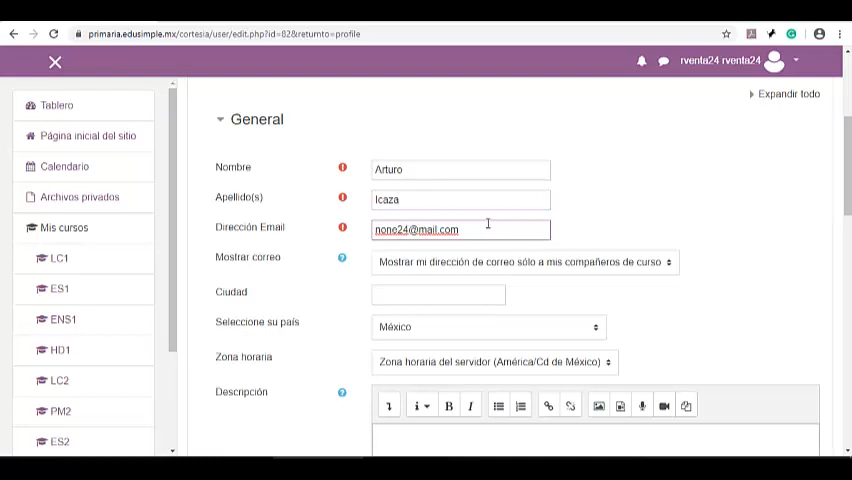 primaria.edusimple.mx/cortesia/user/edit.php?id=82&returnto=profile
rventa24 rventa24
Expandir todo
Tablero
Página inicial del sitio
Calendario
Archivos privados
Mis cursos
LC1
ES1
ENS1
HD1
LC2
PM2
ES2
General
Nombre
Arturo
Apellido(s)
Icaza
Dirección Email
none24@mail.com
Mostrar correo
Mostrar mi dirección de correo sólo a mis compañeros de curso
Ciudad
Seleccione su país
México
Zona horaria
Zona horaria del servidor (América/Cd de México)
Descripción
B I